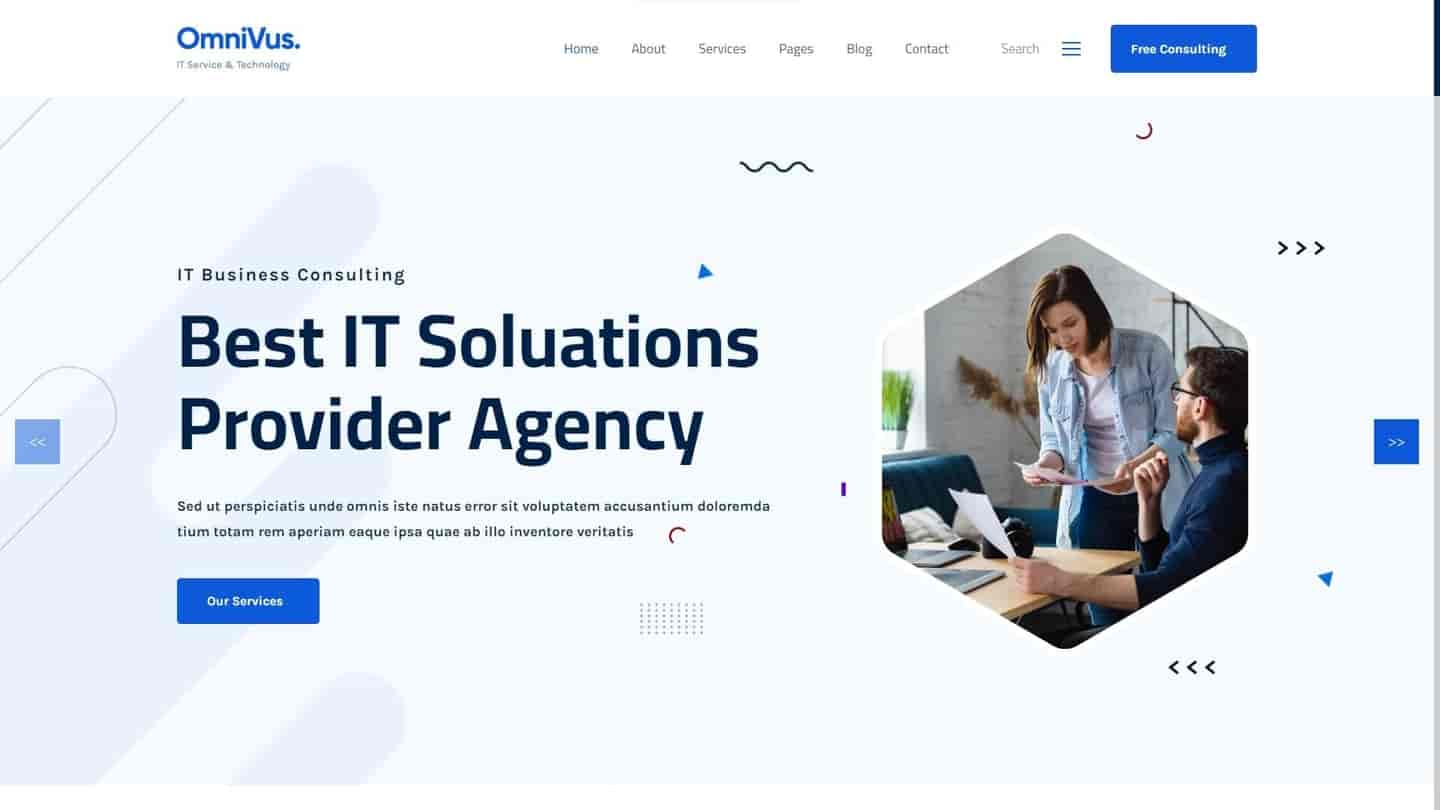 OmniVus.
IT Service & Technology
Home About Services Pages Blog Contact Search Free Consulting
IT Business Consulting
Best IT Soluations
Provider Agency
<< >>
Sed ut perspiciatis unde omnis iste natus error sit voluptatem accusantium doloremda
tium totam rem aperiam eaque ipsa quae ab illo inventore veritatis
Our Services